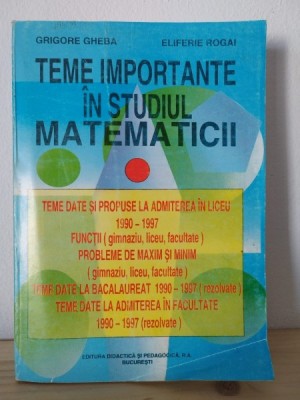 GRIGORE GHEBA ELIFERIE ROGAI
TEME IMPORTANTE
ÎN STUDIUL
MATEMATICII
TEME DATE ȘI PROPUSE LA ADMITEREA ÎN LICEU
1990 - 1997
FUNCȚII ( gimnaziu, liceu, facultate )
PROBLEME DE MAXIM ȘI MINIM
( gimnaziu, liceu, facultate )
TEME DATE LA BACALAUREAT 1990 - 1997 ( rezolvate )
TEME DATE LA ADMITEREA ÎN FACULTATE
1990 - 1997 (rezolvate )
EDITURA DIDACTICĂ ȘI PEDAGOGICĂ, R.A.
BUCUREȘTI